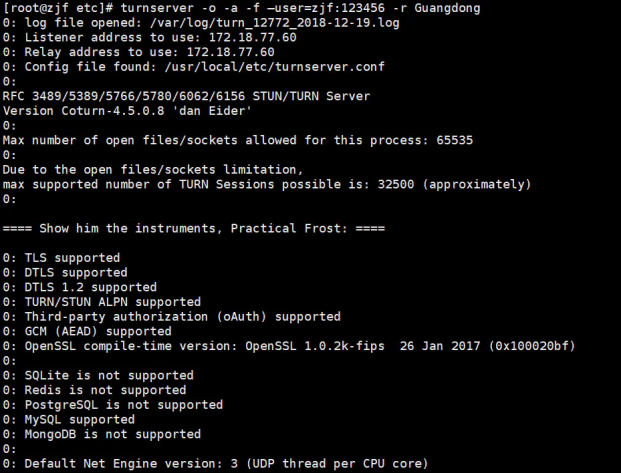 [root@zjf etc]# turnserver -o -a -f —user=zjf:123456 -r Guangdong
0: log file opened: /var/log/turn_12772_2018-12-19.log
0: Listener address to use: 172.18.77.60
0: Relay address to use: 172.18.77.60
0: Config file found: /usr/local/etc/turnserver.conf
0:
RFC 3489/5389/5766/5780/6062/6156 STUN/TURN Server
Version Coturn-4.5.0.8 'dan Eider'
0:
Max number of open files/sockets allowed for this process: 65535
0:
Due to the open files/sockets limitation,
max supported number of TURN Sessions possible is: 32500 (approximately)
0:
==== Show him the instruments, Practical Frost: ====
0: TLS supported
0: DTLS supported
0: DTLS 1.2 supported
0: TURN/STUN ALPN supported
0: Third-party authorization (oAuth) supported
0: GCM (AEAD) supported
0: OpenSSL compile-time version: OpenSSL 1.0.2k-fips  26 Jan 2017 (0x100020bf)
0:
0: SQLite is not supported
0: Redis is not supported
0: PostgreSQL is not supported
0: MySQL supported
0: MongoDB is not supported
0:
0: Default Net Engine version: 3 (UDP thread per CPU core)